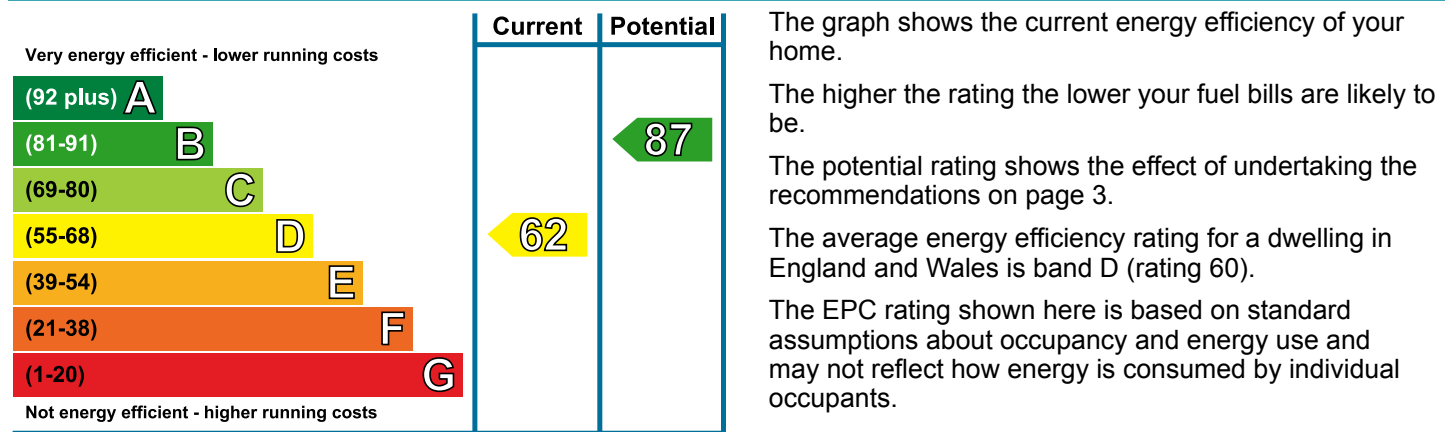 Current Potential
Very energy efficient - lower running costs
(92 plus) A
(81-91) B
87
(69-80) C
(55-68) D
62
(39-54) E
(21-38) F
(1-20) G
Not energy efficient - higher running costs
The graph shows the current energy efficiency of your
home.
The higher the rating the lower your fuel bills are likely to
be.
The potential rating shows the effect of undertaking the
recommendations on page 3.
The average energy efficiency rating for a dwelling in
England and Wales is band D (rating 60).
The EPC rating shown here is based on standard
assumptions about occupancy and energy use and
may not reflect how energy is consumed by individual
occupants.